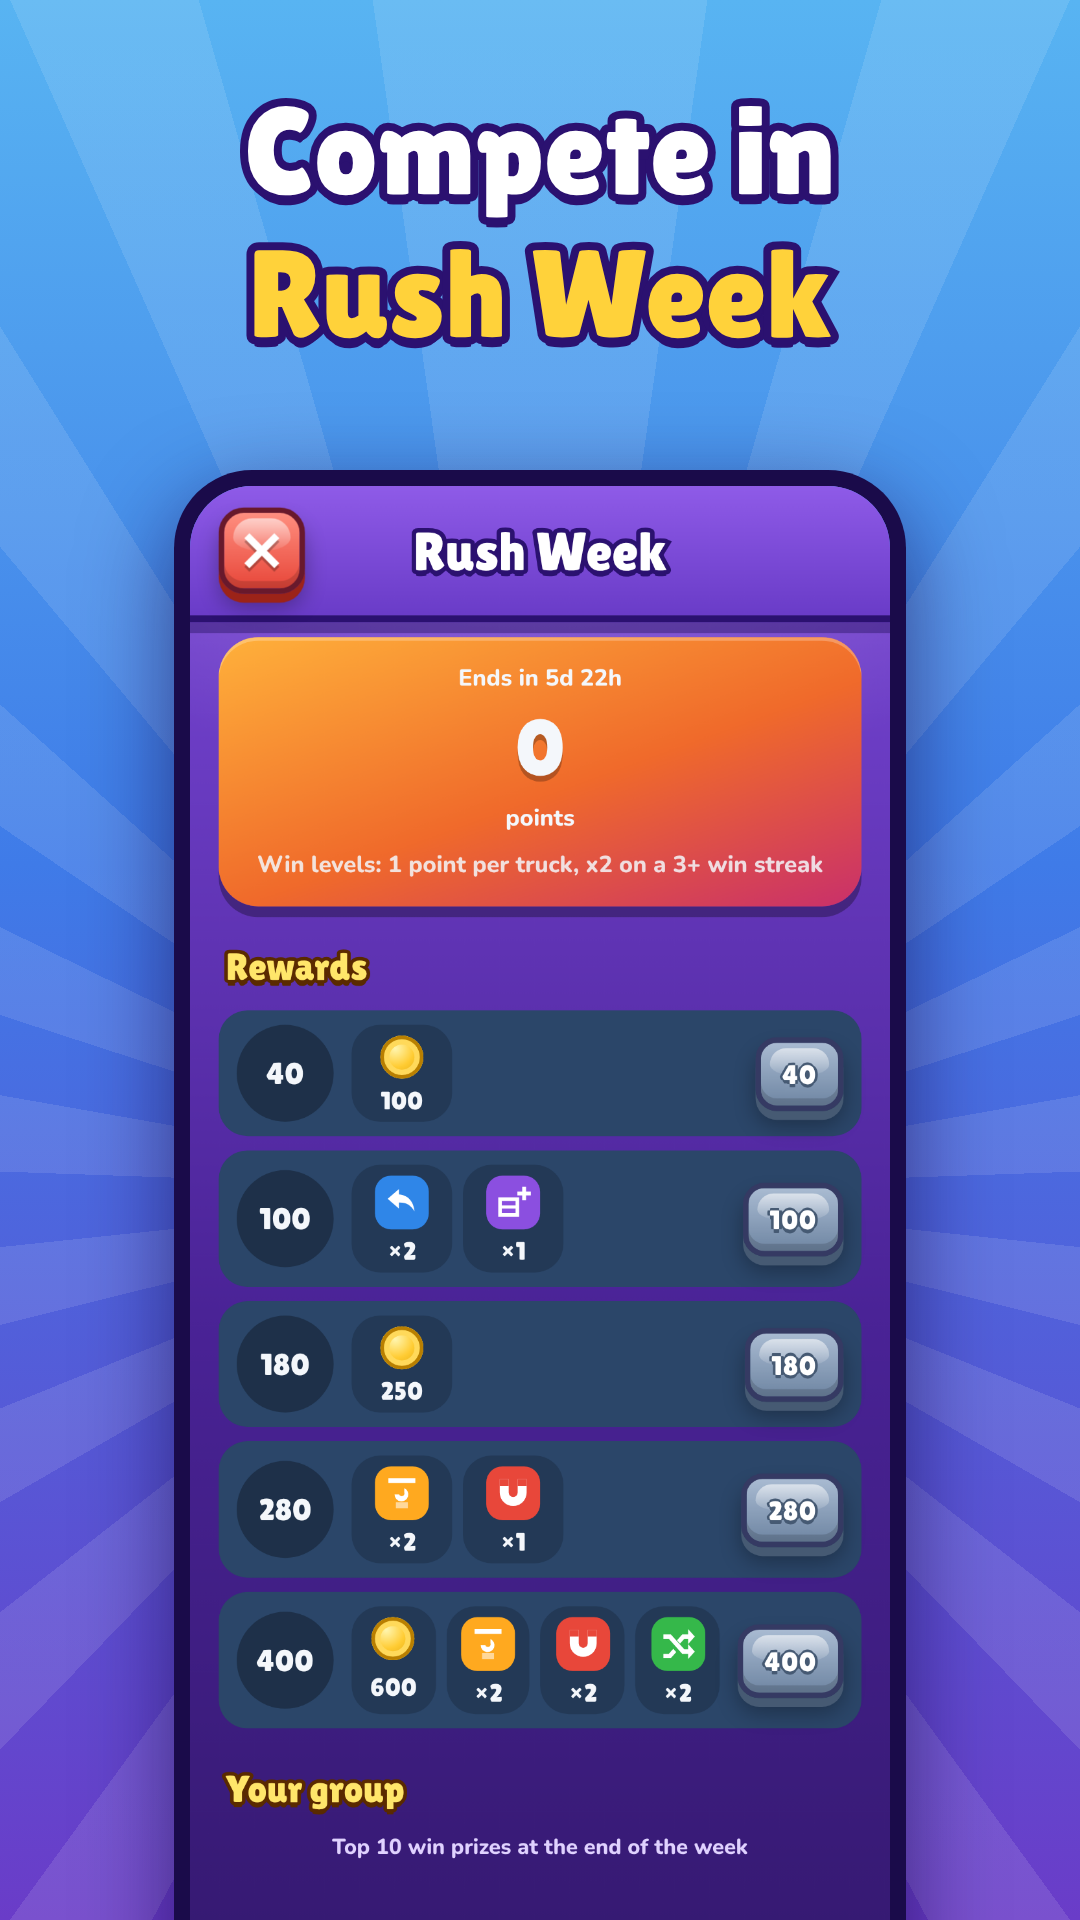 Compete in
Rush Week
Rush Week
Ends in 5d 22h
0
points
Win levels: 1 point per truck, x2 on a 3+ win streak
Rewards
40
100
40
100
×2
×1
100
180
250
180
280
×2
×1
280
400
600
×2
×2
×2
400
Your group
Top 10 win prizes at the end of the week